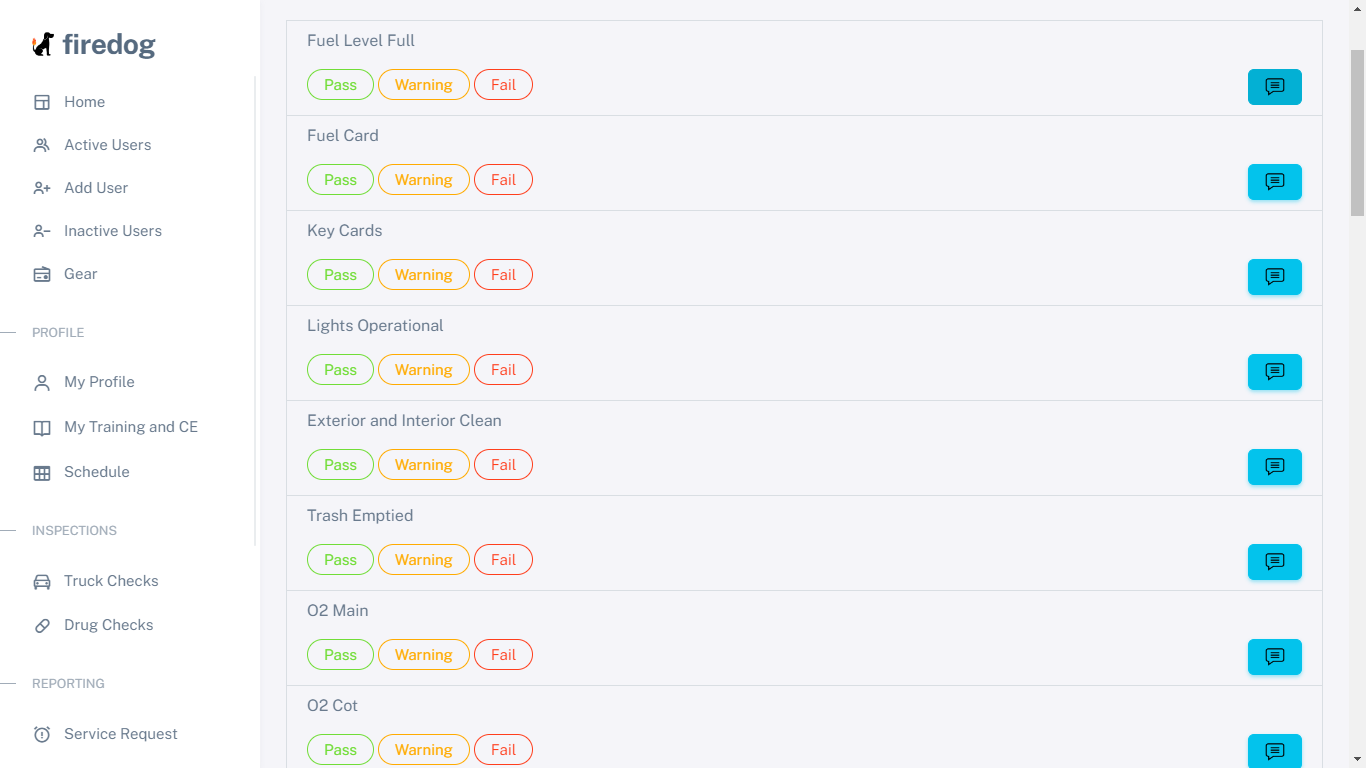 firedog
Home
Active Users
Add User
Inactive Users
Gear
PROFILE
My Profile
My Training and CE
Schedule
INSPECTIONS
Truck Checks
Drug Checks
REPORTING
Service Request
Fuel Level Full
Pass Warning Fail
Fuel Card
Pass Warning Fail
Key Cards
Pass Warning Fail
Lights Operational
Pass Warning Fail
Exterior and Interior Clean
Pass Warning Fail
Trash Emptied
Pass Warning Fail
O2 Main
Pass Warning Fail
O2 Cot
Pass Warning Fail